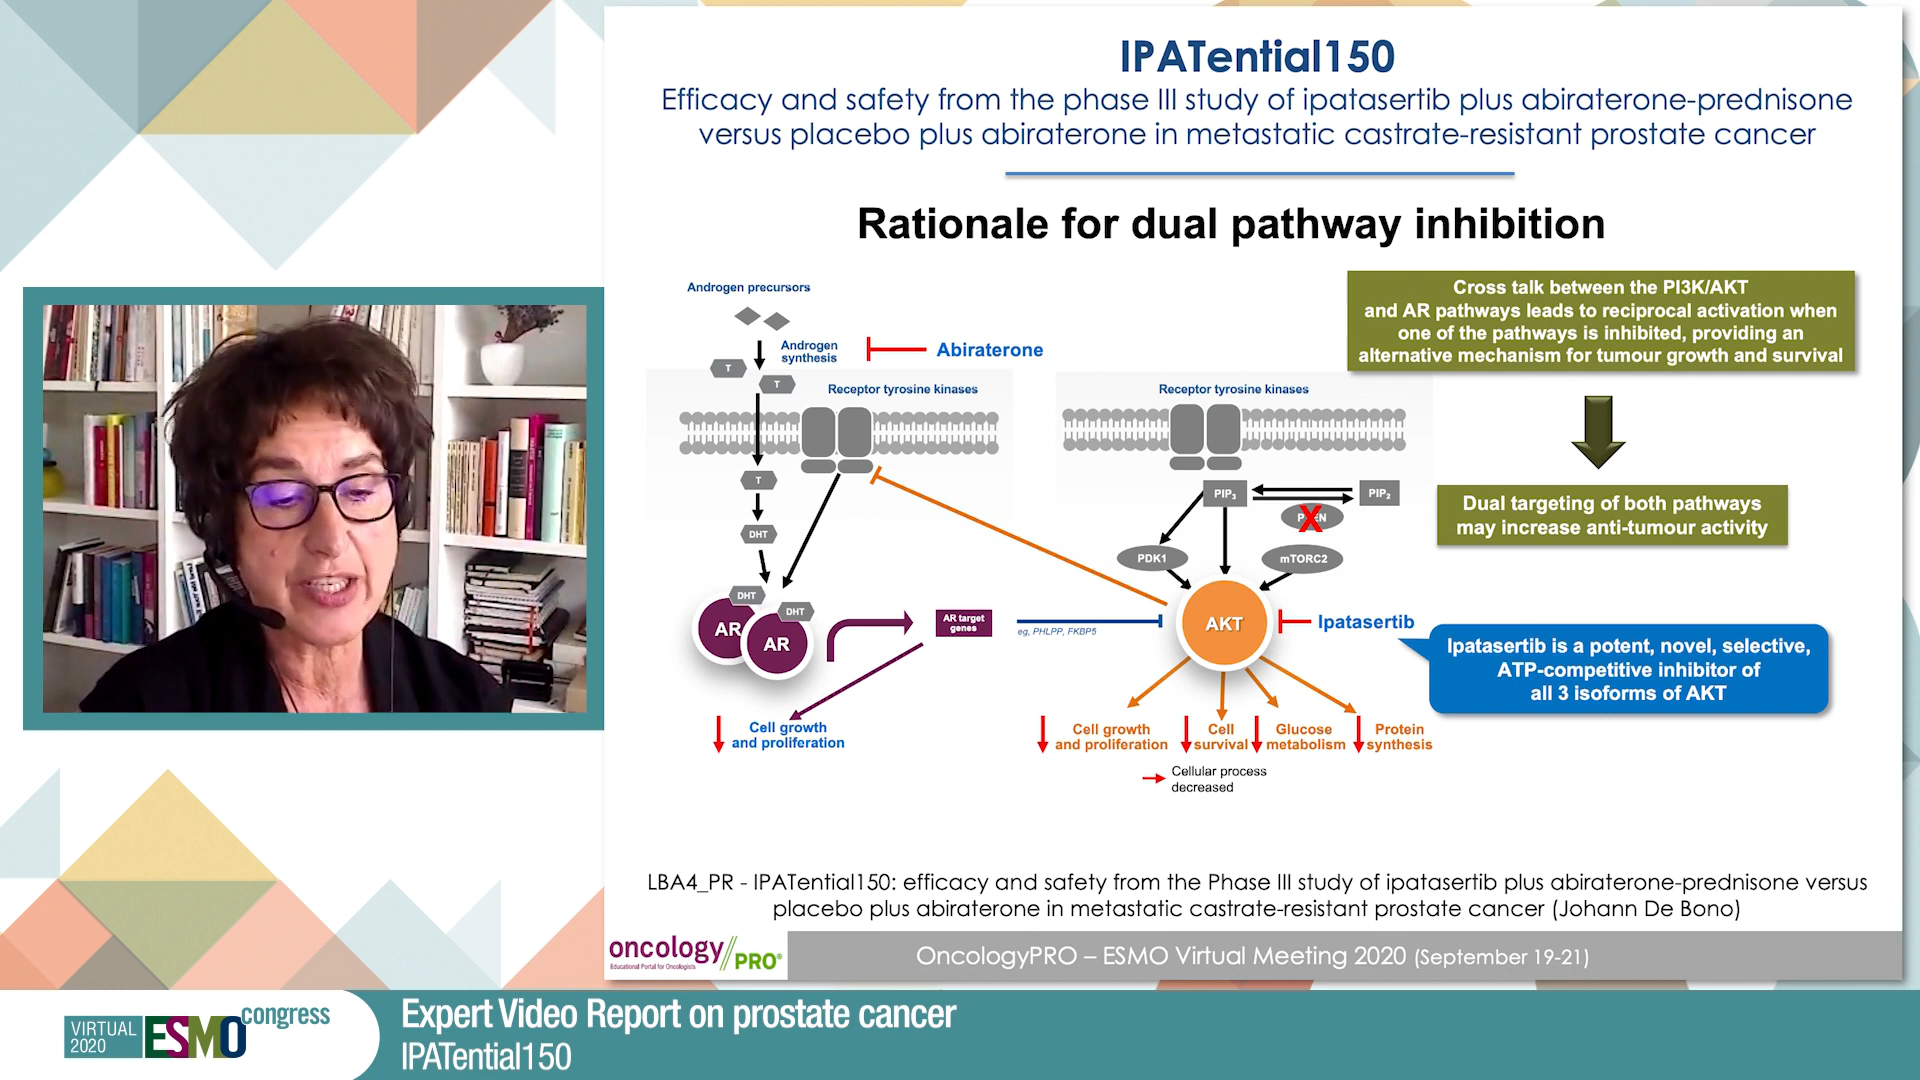 IPATential150
Efficacy and safety from the phase III study of ipatasertib plus abiraterone-prednisone
versus placebo plus abiraterone in metastatic castrate-resistant prostate cancer
Rationale for dual pathway inhibition
Androgen precursors
Androgen
synthesis
Abiraterone
T
T
Receptor tyrosine kinases
T
DHT
DHT
DHT
AR
AR
AR target
genes
eg, PHLPP, FKBP5
Cell growth
and proliferation
Receptor tyrosine kinases
PIP3
PIP2
X
PDK1
mTORC2
AKT
Ipatasertib
Cell growth
and proliferation
Cell
survival
Glucose
metabolism
Protein
synthesis
Cellular process
decreased
Cross talk between the PI3K/AKT
and AR pathways leads to reciprocal activation when
one of the pathways is inhibited, providing an
alternative mechanism for tumour growth and survival
Dual targeting of both pathways
may increase anti-tumour activity
Ipatasertib is a potent, novel, selective,
ATP-competitive inhibitor of
all 3 isoforms of AKT
LBA4_PR - IPATential150: efficacy and safety from the Phase III study of ipatasertib plus abiraterone-prednisone versus
placebo plus abiraterone in metastatic castrate-resistant prostate cancer (Johann De Bono)
oncology//PRO®
Educational Portal for Oncologists
OncologyPRO – ESMO Virtual Meeting 2020 (September 19-21)
VIRTUAL
2020
ESMO congress
Expert Video Report on prostate cancer
IPATential150